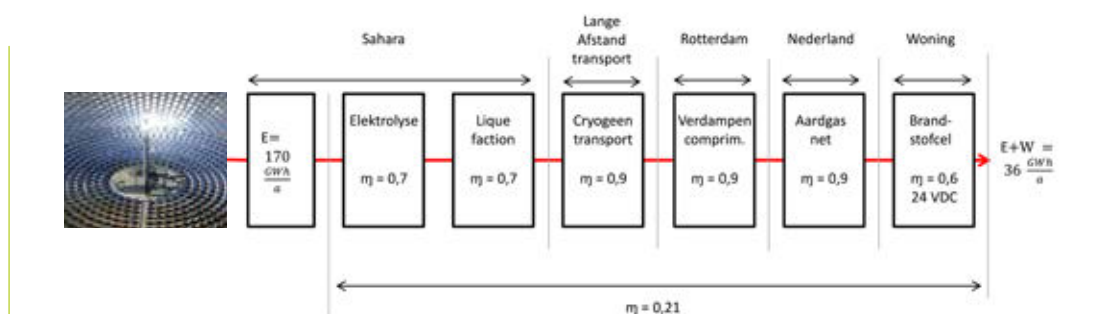 Sahara
Lange
Afstand
transport
Rotterdam
Nederland
Woning
E=
170
GWh
a
Elektrolyse
ɱ = 0,7
Lique
faction
ɱ = 0,7
Cryogeen
transport
ɱ = 0,9
Verdampen
comprim.
ɱ = 0,9
Aardgas
net
ɱ = 0,9
Brand-
stofcel
ɱ = 0,6
24 VDC
E+W =
36 GWh
a
ɱ = 0,21